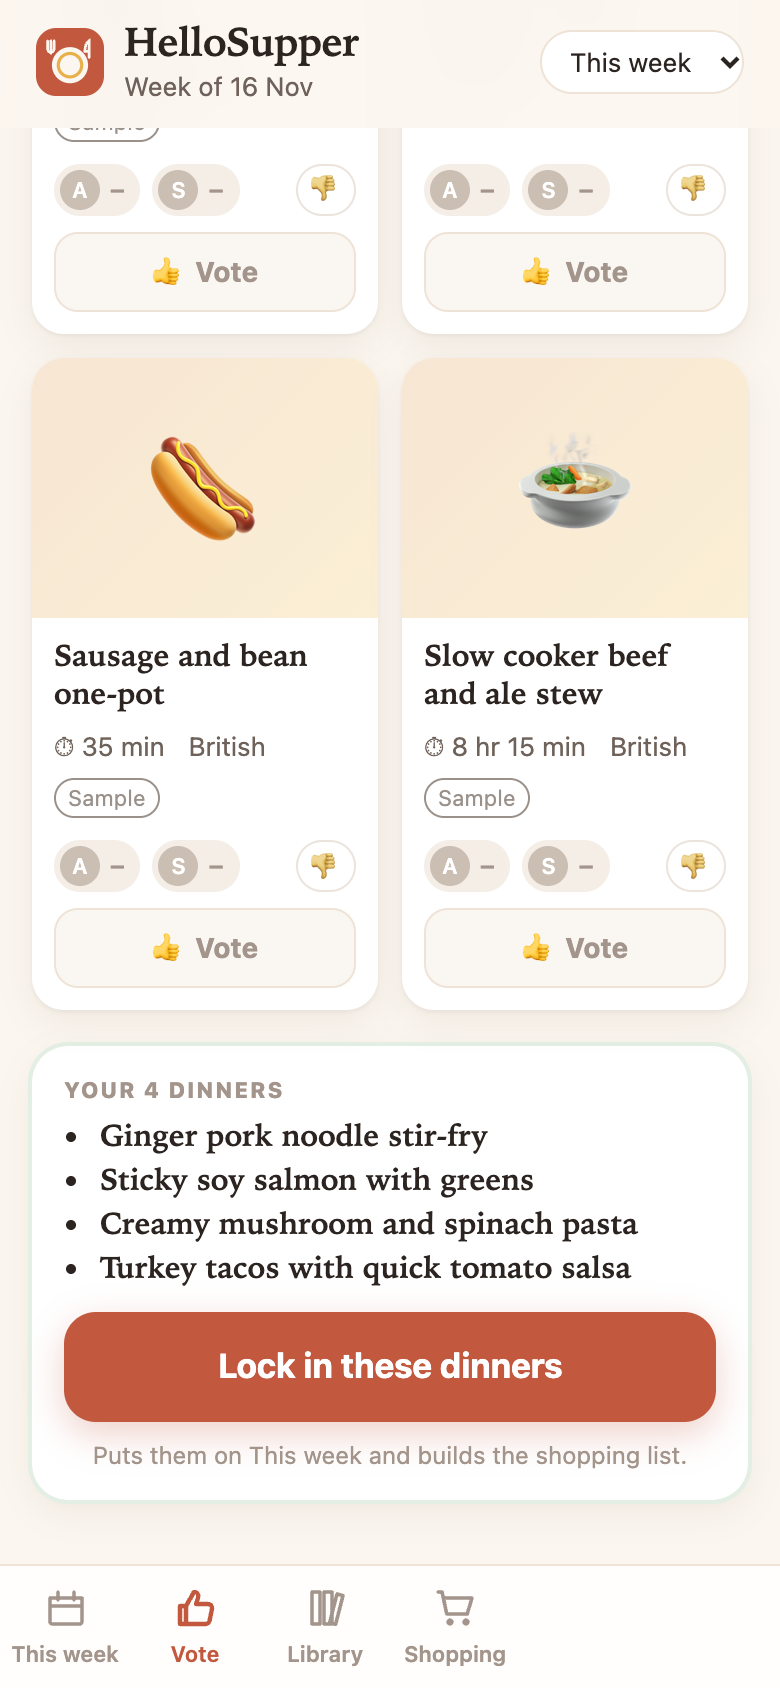 HelloSupper
Week of 16 Nov
This week
Sample
A –
S –
A –
S –
Vote
Vote
Sausage and bean
one-pot
35 min British
Sample
A –
S –
Vote
Slow cooker beef
and ale stew
8 hr 15 min British
Sample
A –
S –
Vote
YOUR 4 DINNERS
• Ginger pork noodle stir-fry
• Sticky soy salmon with greens
• Creamy mushroom and spinach pasta
• Turkey tacos with quick tomato salsa
Lock in these dinners
Puts them on This week and builds the shopping list.
This week
Vote
Library
Shopping